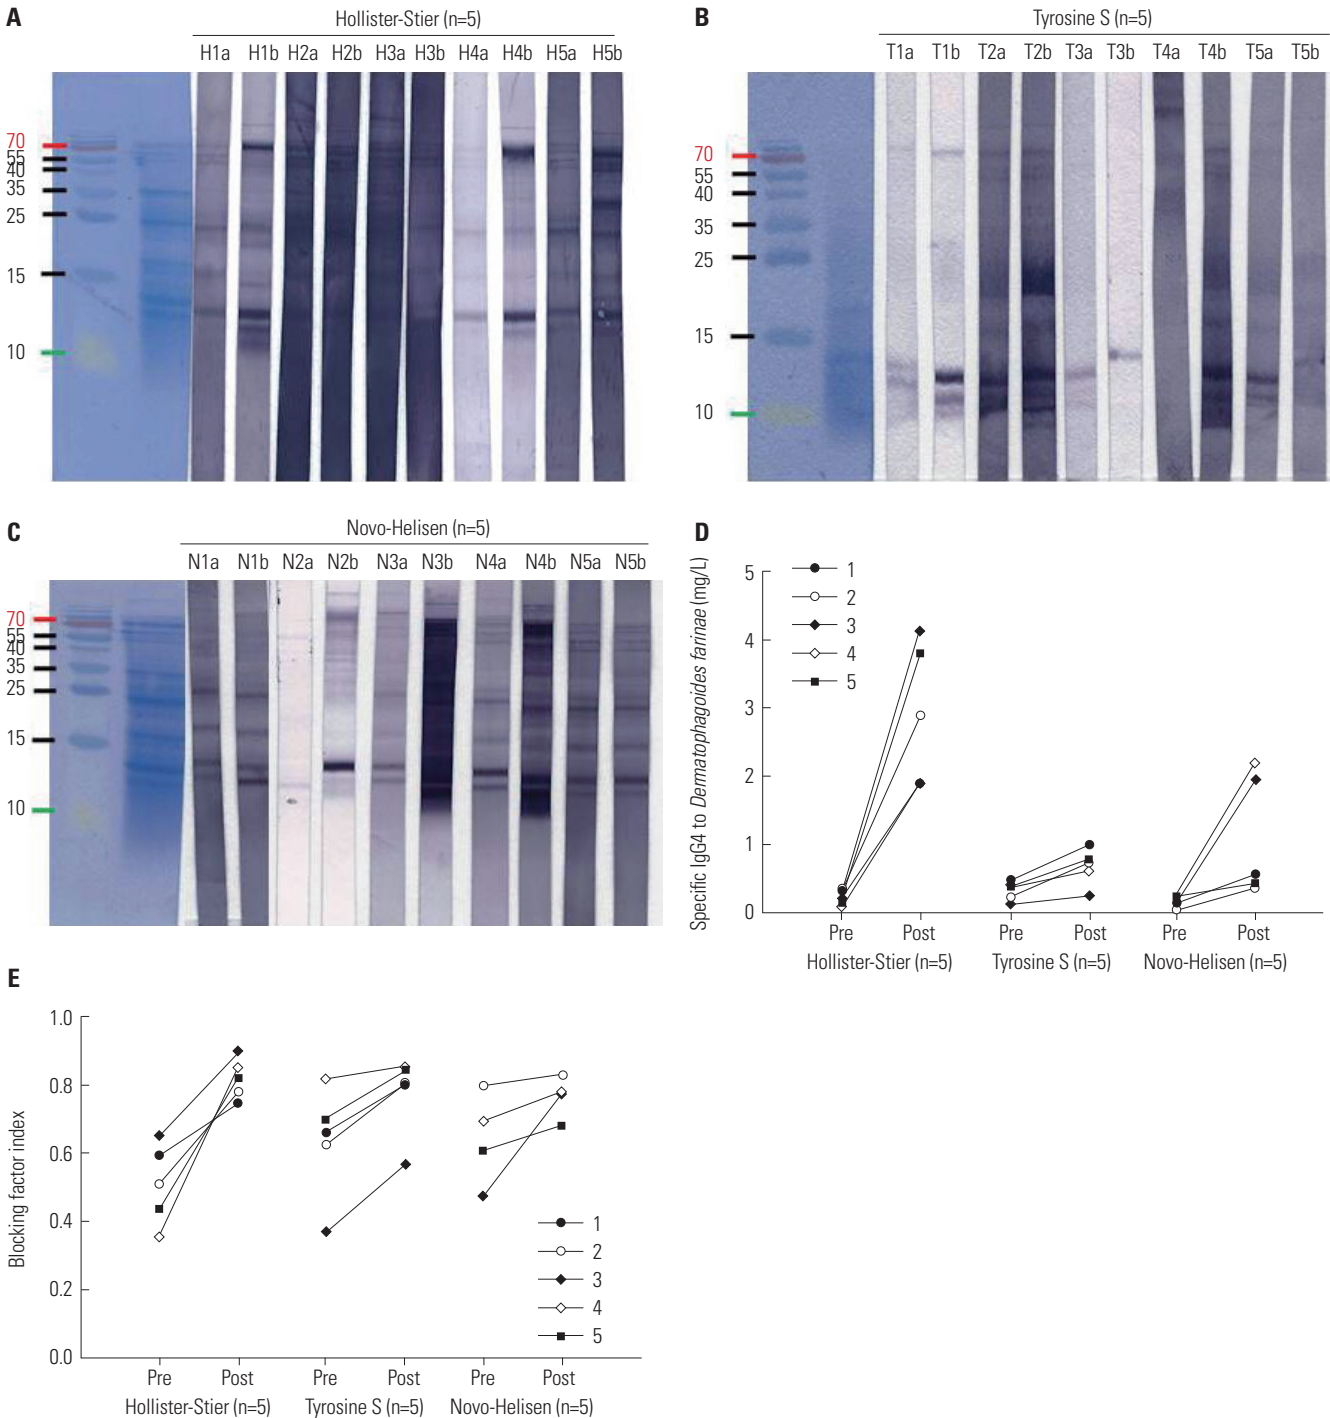 A
Hollister-Stier (n=5)
H1a H1b H2a H2b H3a H3b H4a H4b H5a H5b
70
55
40
35
25
15
10
B
Tyrosine S (n=5)
T1a T1b T2a T2b T3a T3b T4a T4b T5a T5b
70
55
40
35
25
15
10
C
Novo-Helisen (n=5)
N1a N1b N2a N2b N3a N3b N4a N4b N5a N5b
70
55
40
35
25
15
10
D
Specific IgG4 to Dermatophagoides farinae (mg/L)
5
4
3
2
1
0
1
2
3
4
5
Pre Post Pre Post Pre Post
Hollister-Stier (n=5) Tyrosine S (n=5) Novo-Helisen (n=5)
E
Blocking factor index
1.0
0.8
0.6
0.4
0.2
0.0
1
2
3
4
5
Pre Post Pre Post Pre Post
Hollister-Stier (n=5) Tyrosine S (n=5) Novo-Helisen (n=5)